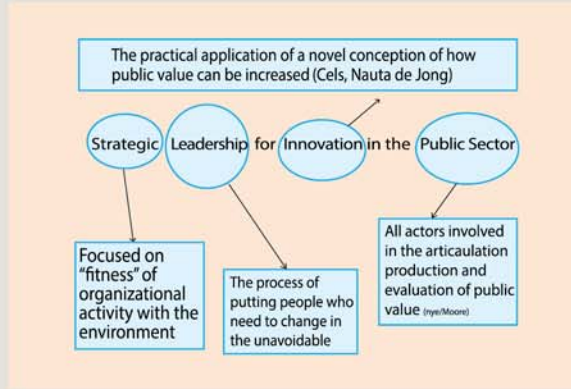 The practical application of a novel conception of how
public value can be increased (Cels, Nauta de Jong)
Strategic Leadership for Innovation in the Public Sector
Focused on
"fitness" of
organizational
activity with the
environment
The process of
putting people who
need to change in
the unavoidable
All actors involved
in the articaulation
production and
evaluation of public
value (nye/Moore)